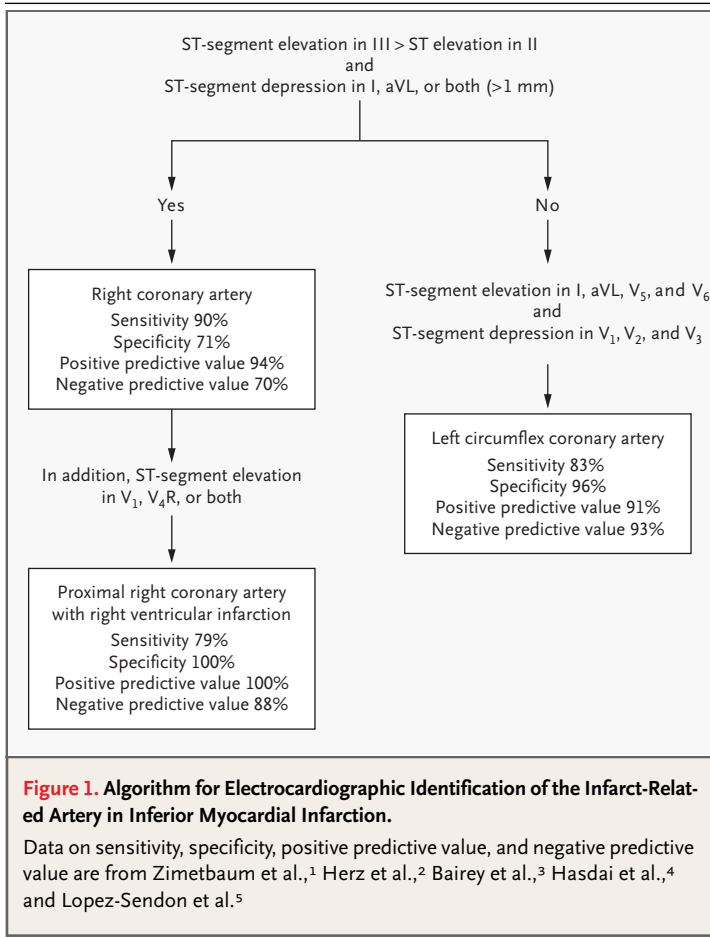 ST-segment elevation in III > ST elevation in II
and
ST-segment depression in I, aVL, or both (>1 mm)
Yes
No
Right coronary artery
Sensitivity 90%
Specificity 71%
Positive predictive value 94%
Negative predictive value 70%
ST-segment elevation in I, aVL, V5, and V6
and
ST-segment depression in V1, V2, and V3
Left circumflex coronary artery
Sensitivity 83%
Specificity 96%
Positive predictive value 91%
Negative predictive value 93%
In addition, ST-segment elevation
in V1, V4R, or both
Proximal right coronary artery
with right ventricular infarction
Sensitivity 79%
Specificity 100%
Positive predictive value 100%
Negative predictive value 88%
Figure 1. Algorithm for Electrocardiographic Identification of the Infarct-Relat-
ed Artery in Inferior Myocardial Infarction.
Data on sensitivity, specificity, positive predictive value, and negative predictive
value are from Zimetbaum et al.,¹ Herz et al.,² Bairey et al.,³ Hasdai et al.,⁴
and Lopez-Sendon et al.⁵